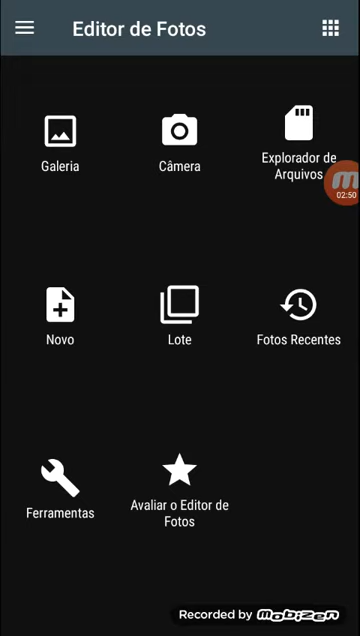 Editor de Fotos
Galeria
Câmera
Explorador de
Arquivos
02:50
Novo
Lote
Fotos Recentes
Ferramentas
Avaliar o Editor de
Fotos
Recorded by mobizen